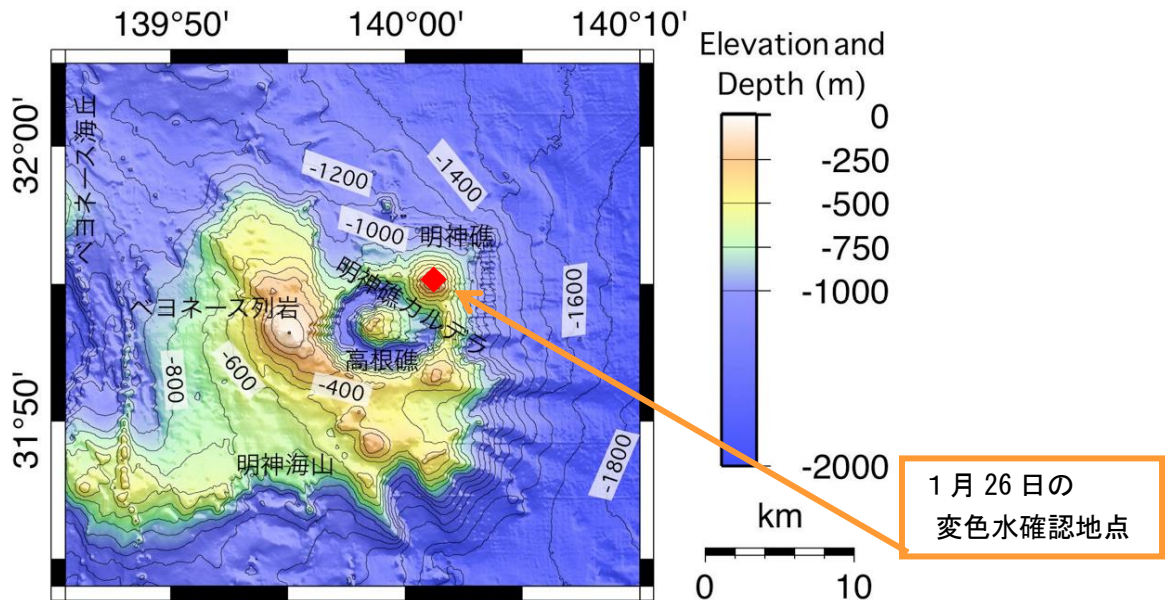 139°50' 140°00' 140°10'
Elevation and
Depth (m)
32°00'
31°50'
ベヨネース海丘
-1200
-1400
-1000
明神礁
明神礁カルデラ
ベヨネース列岩
-1600
高根礁
-800
-600
-400
明神海山
-1800
0
-250
-500
-750
-1000
-2000
km
0 10
1月26日の
変色水確認地点